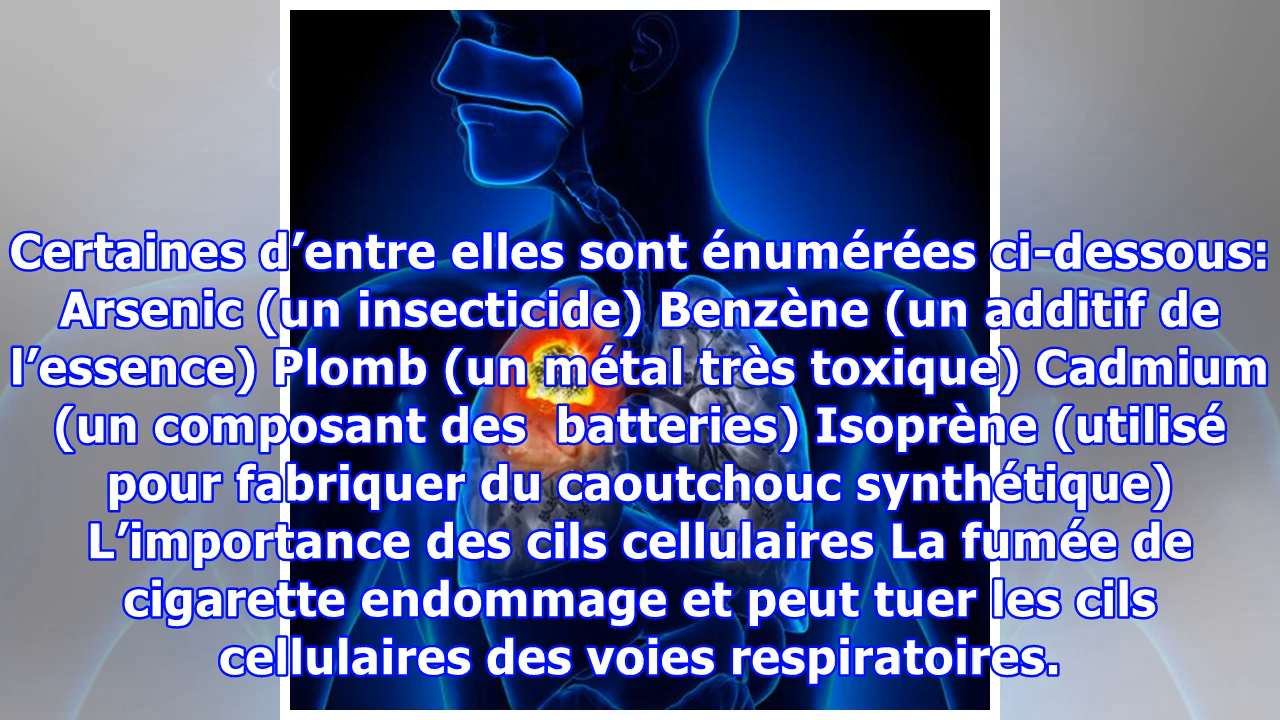 Certaines d’entre elles sont énumérées ci-dessous:
Arsenic (un insecticide) Benzène (un additif de
l’essence) Plomb (un métal très toxique) Cadmium
(un composant des  batteries) Isoprène (utilisé
pour fabriquer du caoutchouc synthétique)
L’importance des cils cellulaires La fumée de
cigarette endommage et peut tuer les cils
cellulaires des voies respiratoires.